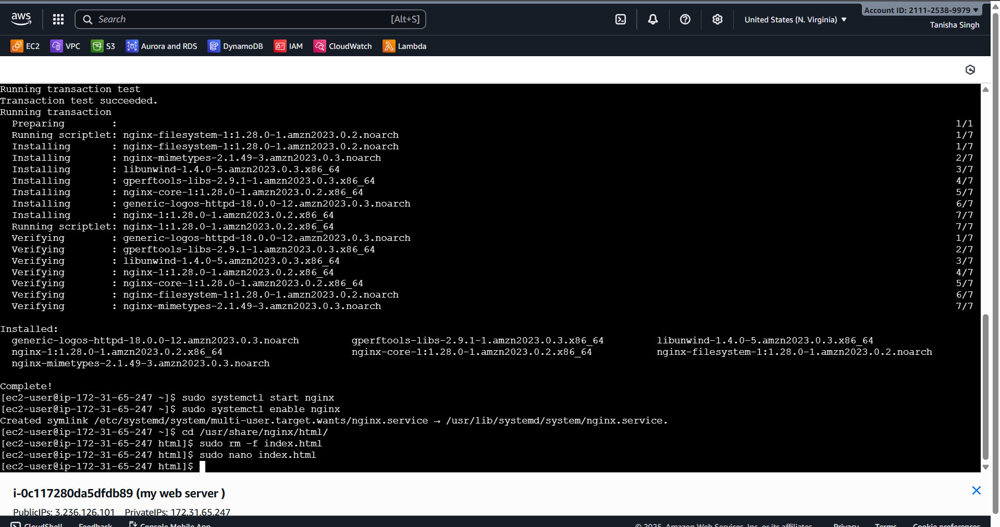 aws
Search [Alt+S]
Account ID: 2111-2538-9979
United States (N. Virginia)
Tanisha Singh
EC2 VPC S3 Aurora and RDS DynamoDB IAM CloudWatch Lambda
Running transaction test
Transaction test succeeded.
Running transaction
Preparing : 1/1
Running scriptlet: nginx-filesystem-1:1.28.0-1.amzn2023.0.2.noarch 1/7
Installing : nginx-filesystem-1:1.28.0-1.amzn2023.0.2.noarch 1/7
Installing : nginx-mimetypes-2.1.49-3.amzn2023.0.3.noarch 2/7
Installing : libunwind-1.4.0-5.amzn2023.0.3.x86_64 3/7
Installing : gperftools-libs-2.9.1-1.amzn2023.0.3.x86_64 4/7
Installing : nginx-core-1:1.28.0-1.amzn2023.0.2.x86_64 5/7
Installing : generic-logos-httpd-18.0.0-12.amzn2023.0.3.noarch 6/7
Installing : nginx-1:1.28.0-1.amzn2023.0.2.x86_64 7/7
Running scriptlet: nginx-1:1.28.0-1.amzn2023.0.2.x86_64 7/7
Verifying : generic-logos-httpd-18.0.0-12.amzn2023.0.3.noarch 1/7
Verifying : gperftools-libs-2.9.1-1.amzn2023.0.3.x86_64 2/7
Verifying : libunwind-1.4.0-5.amzn2023.0.3.x86_64 3/7
Verifying : nginx-1:1.28.0-1.amzn2023.0.2.x86_64 4/7
Verifying : nginx-core-1:1.28.0-1.amzn2023.0.2.x86_64 5/7
Verifying : nginx-filesystem-1:1.28.0-1.amzn2023.0.2.noarch 6/7
Verifying : nginx-mimetypes-2.1.49-3.amzn2023.0.3.noarch 7/7
Installed:
generic-logos-httpd-18.0.0-12.amzn2023.0.3.noarch gperftools-libs-2.9.1-1.amzn2023.0.3.x86_64 libunwind-1.4.0-5.amzn2023.0.3.x86_64
nginx-1:1.28.0-1.amzn2023.0.2.x86_64 nginx-core-1:1.28.0-1.amzn2023.0.2.x86_64 nginx-filesystem-1:1.28.0-1.amzn2023.0.2.noarch
nginx-mimetypes-2.1.49-3.amzn2023.0.3.noarch
Complete!
[ec2-user@ip-172-31-65-247 ~]$ sudo systemctl start nginx
[ec2-user@ip-172-31-65-247 ~]$ sudo systemctl enable nginx
Created symlink /etc/systemd/system/multi-user.target.wants/nginx.service → /usr/lib/systemd/system/nginx.service.
[ec2-user@ip-172-31-65-247 ~]$ cd /usr/share/nginx/html/
[ec2-user@ip-172-31-65-247 html]$ sudo rm -f index.html
[ec2-user@ip-172-31-65-247 html]$ sudo nano index.html
[ec2-user@ip-172-31-65-247 html]$
i-0c117280da5dfdb89 (my web server )
PublicIPs: 3.236.126.101 PrivateIPs: 172.31.65.247
CloudShell Feedback Console Mobile App © 2025, Amazon Web Services, Inc. or its affiliates. Privacy Terms Cookie preferences